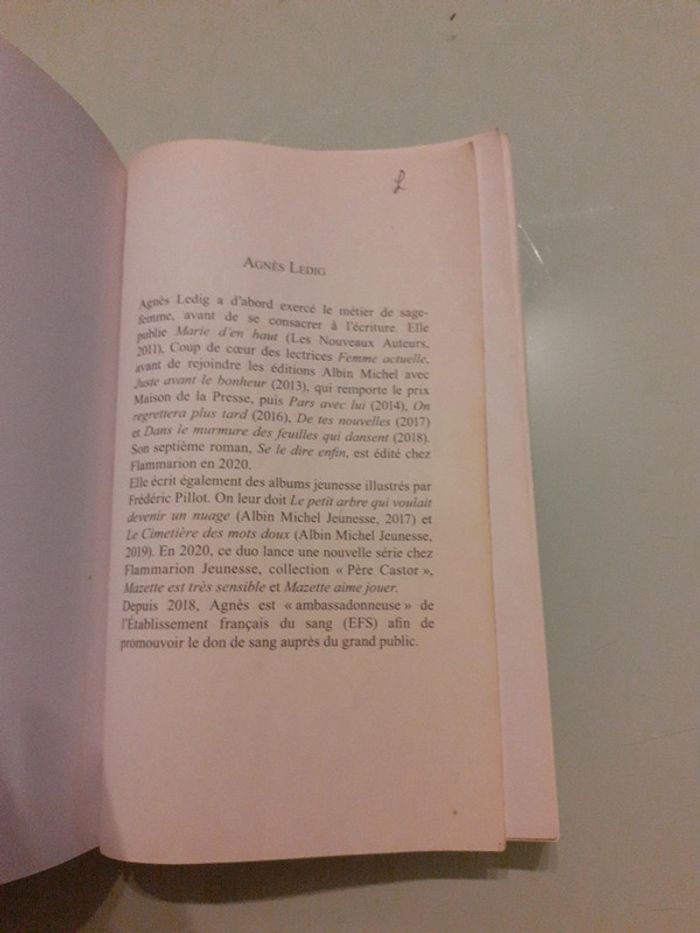 AGNÈS LEDIG
Agnès Ledig a d'abord exercé le métier de sage-
femme, avant de se consacrer à l'écriture. Elle
publie Marie d'en haut (Les Nouveaux Auteurs,
2011), Coup de cœur des lectrices Femme actuelle,
avant de rejoindre les éditions Albin Michel avec
Juste avant le bonheur (2013), qui remporte le prix
Maison de la Presse, puis Pars avec lui (2014), On
regrettera plus tard (2016), De tes nouvelles (2017)
et Dans le murmure des feuilles qui dansent (2018).
Son septième roman, Se le dire enfin, est édité chez
Flammarion en 2020.
Elle écrit également des albums jeunesse illustrés par
Frédéric Pillot. On leur doit Le petit arbre qui voulait
devenir un nuage (Albin Michel Jeunesse, 2017) et
Le Cimetière des mots doux (Albin Michel Jeunesse,
2019). En 2020, ce duo lance une nouvelle série chez
Flammarion Jeunesse, collection « Père Castor »,
Mazette est très sensible et Mazette aime jouer.
Depuis 2018, Agnès est « ambassadonneuse » de
l'Établissement français du sang (EFS) afin de
promouvoir le don de sang auprès du grand public.